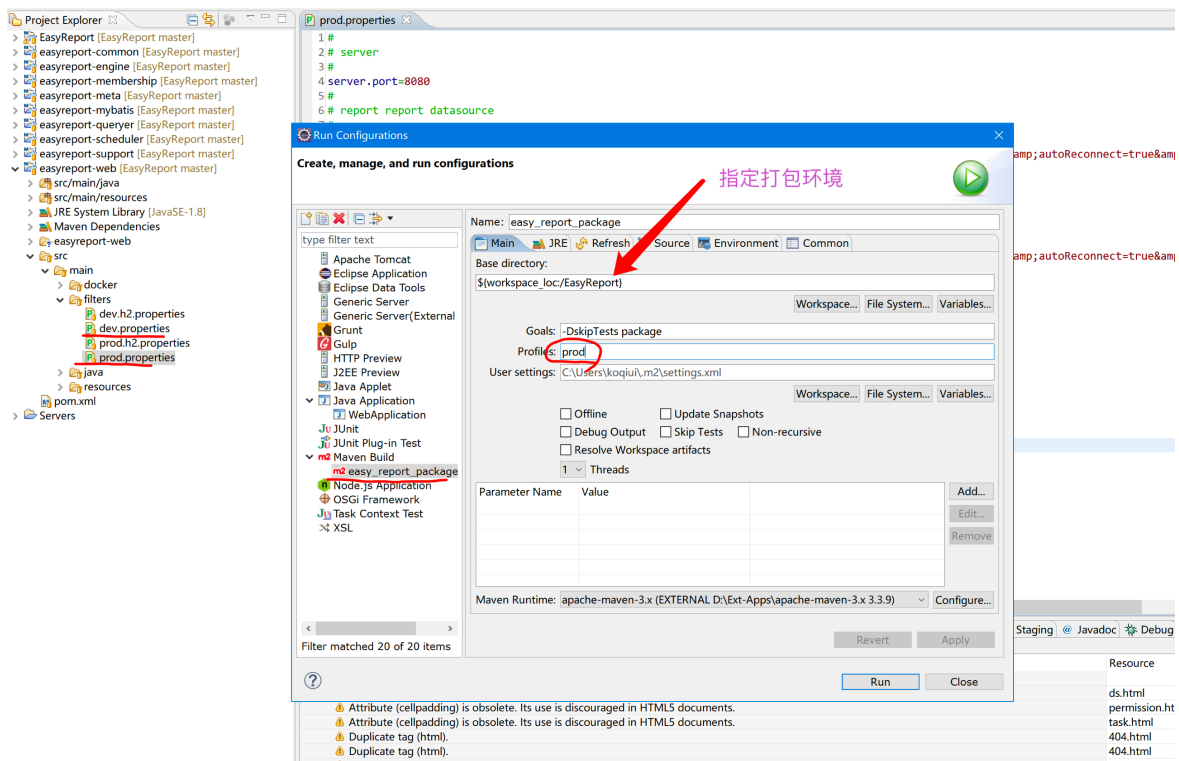 Project Explorer
EasyReport [EasyReport master]
easyreport-common [EasyReport master]
easyreport-engine [EasyReport master]
easyreport-membership [EasyReport master]
easyreport-meta [EasyReport master]
easyreport-mybatis [EasyReport master]
easyreport-queryer [EasyReport master]
easyreport-scheduler [EasyReport master]
easyreport-support [EasyReport master]
easyreport-web [EasyReport master]
src/main/java
src/main/resources
JRE System Library [JavaSE-1.8]
Maven Dependencies
easyreport-web
src
main
docker
filters
dev.h2.properties
dev.properties
prod.h2.properties
prod.properties
java
resources
pom.xml
Servers
prod.properties
1 #
2 # server
3 #
4 server.port=8080
5 #
6 # report report datasource
amp;autoReconnect=true&am
amp;autoReconnect=true&am
Run Configurations
Create, manage, and run configurations
指定打包环境
type filter text
Apache Tomcat
Eclipse Application
Eclipse Data Tools
Generic Server
Generic Server(External
Grunt
Gulp
HTTP Preview
J2EE Preview
Java Applet
Java Application
WebApplication
JUnit
JUnit Plug-in Test
Maven Build
easy_report_package
Node.js Application
OSGi Framework
Task Context Test
XSL
Filter matched 20 of 20 items
Name: easy_report_package
Main JRE Refresh Source Environment Common
Base directory:
${workspace_loc:/EasyReport}
Workspace... File System... Variables...
Goals: -DskipTests package
Profiles: prod
User settings: C:\Users\koqiui\.m2\settings.xml
Workspace... File System... Variables...
Offline Update Snapshots
Debug Output Skip Tests Non-recursive
Resolve Workspace artifacts
1 Threads
Parameter Name Value
Add...
Edit...
Remove
Maven Runtime: apache-maven-3.x (EXTERNAL D:\Ext-Apps\apache-maven-3.x 3.3.9) Configure...
Revert Apply
Run Close
Staging @ Javadoc Debug
Resource
ds.html
Attribute (cellpadding) is obsolete. Its use is discouraged in HTML5 documents. permission.ht
Attribute (cellpadding) is obsolete. Its use is discouraged in HTML5 documents. task.html
Duplicate tag (html). 404.html
Duplicate tag (html). 404.html